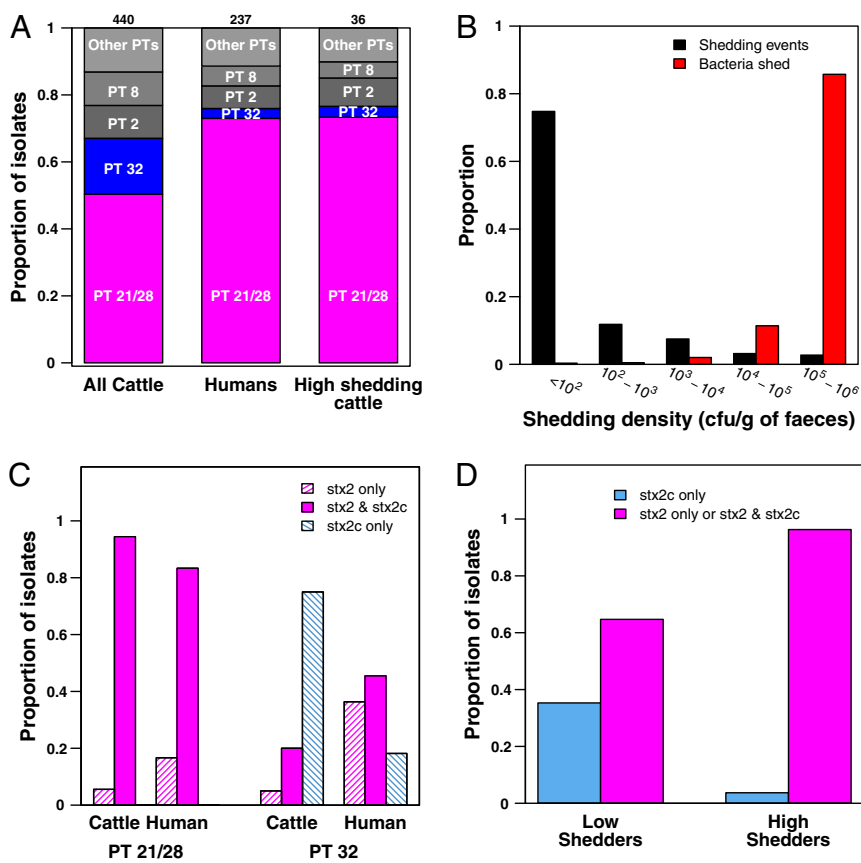 A
440 237 36
Proportion of isolates
1
0.8
0.6
0.4
0.2
0
Other PTs
PT 8
PT 2
PT 32
PT 21/28
Other PTs
PT 8
PT 2
PT 32
PT 21/28
Other PTs
PT 8
PT 2
PT 32
PT 21/28
All Cattle
Humans
High shedding
cattle
B
Shedding events
Bacteria shed
Proportion
1
0.8
0.6
0.4
0.2
0
<10²
10² – 10³
10³ – 10⁴
10⁴ – 10⁵
10⁵ – 10⁶
Shedding density (cfu/g of faeces)
C
stx2 only
stx2 & stx2c
stx2c only
Proportion of isolates
1
0.8
0.6
0.4
0.2
0
Cattle Human
PT 21/28
Cattle Human
PT 32
D
stx2c only
stx2 only or stx2 & stx2c
Proportion of isolates
1
0.8
0.6
0.4
0.2
0
Low
Shedders
High
Shedders